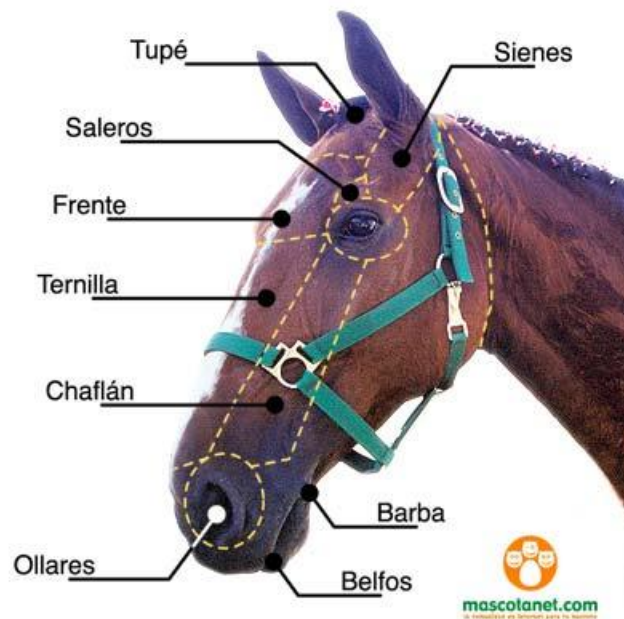 Tupé
Sienes
Saleros
Frente
Ternilla
Chaflán
Barba
Ollares
Belfos
mascotanet.com